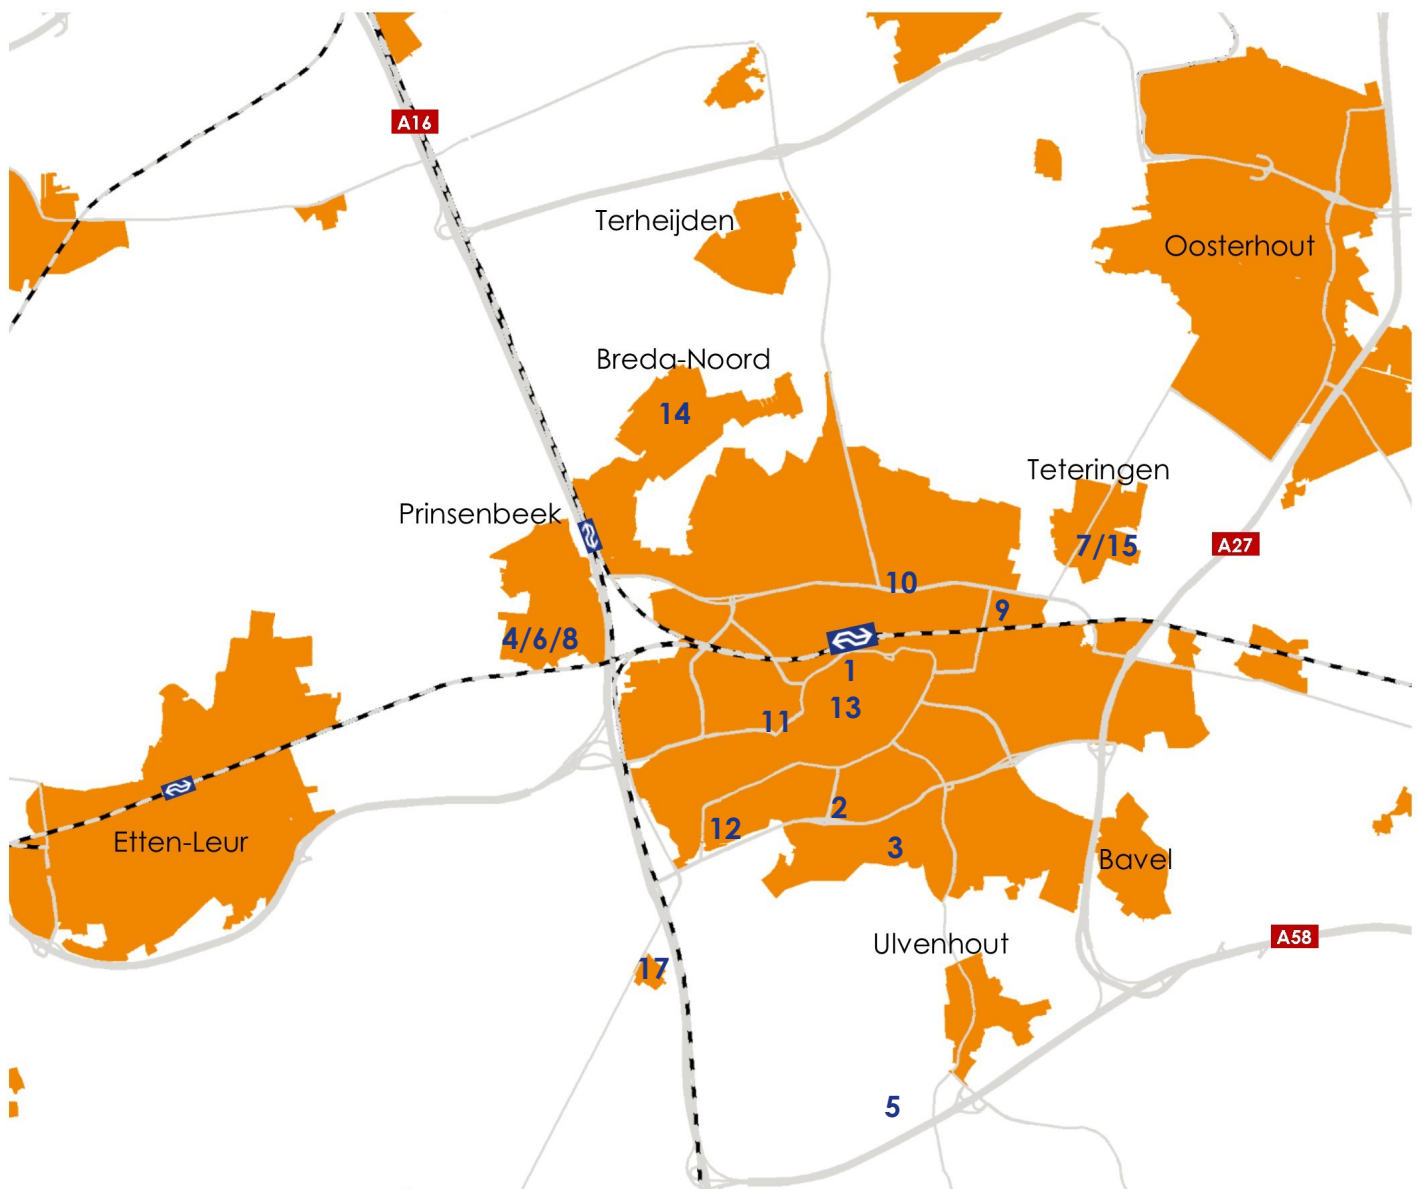 A16
Terheijden
Oosterhout
Breda-Noord
14
Teteringen
Prinsenbeek
7/15
A27
10
9
4/6/8
1
13
11
2
12
3
Etten-Leur
Bavel
A58
Ulvenhout
17
5